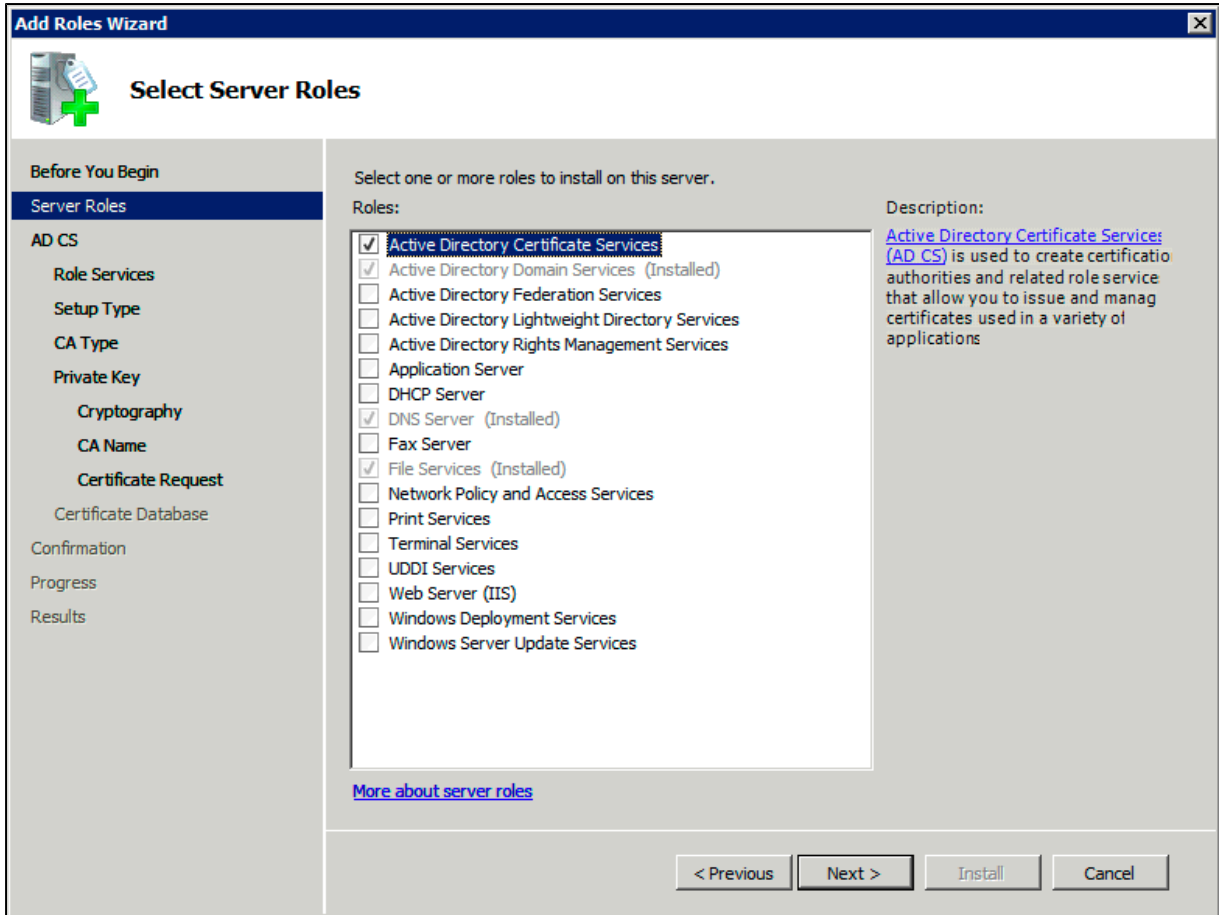 Add Roles Wizard
Select Server Roles
Before You Begin
Server Roles
AD CS
Role Services
Setup Type
CA Type
Private Key
Cryptography
CA Name
Certificate Request
Certificate Database
Confirmation
Progress
Results
Select one or more roles to install on this server.
Roles:
Active Directory Certificate Services
Active Directory Domain Services (Installed)
Active Directory Federation Services
Active Directory Lightweight Directory Services
Active Directory Rights Management Services
Application Server
DHCP Server
DNS Server (Installed)
Fax Server
File Services (Installed)
Network Policy and Access Services
Print Services
Terminal Services
UDDI Services
Web Server (IIS)
Windows Deployment Services
Windows Server Update Services
More about server roles
Description:
Active Directory Certificate Services
(AD CS) is used to create certificatio
authorities and related role service
that allow you to issue and manag
certificates used in a variety of
applications
< Previous
Next >
Install
Cancel